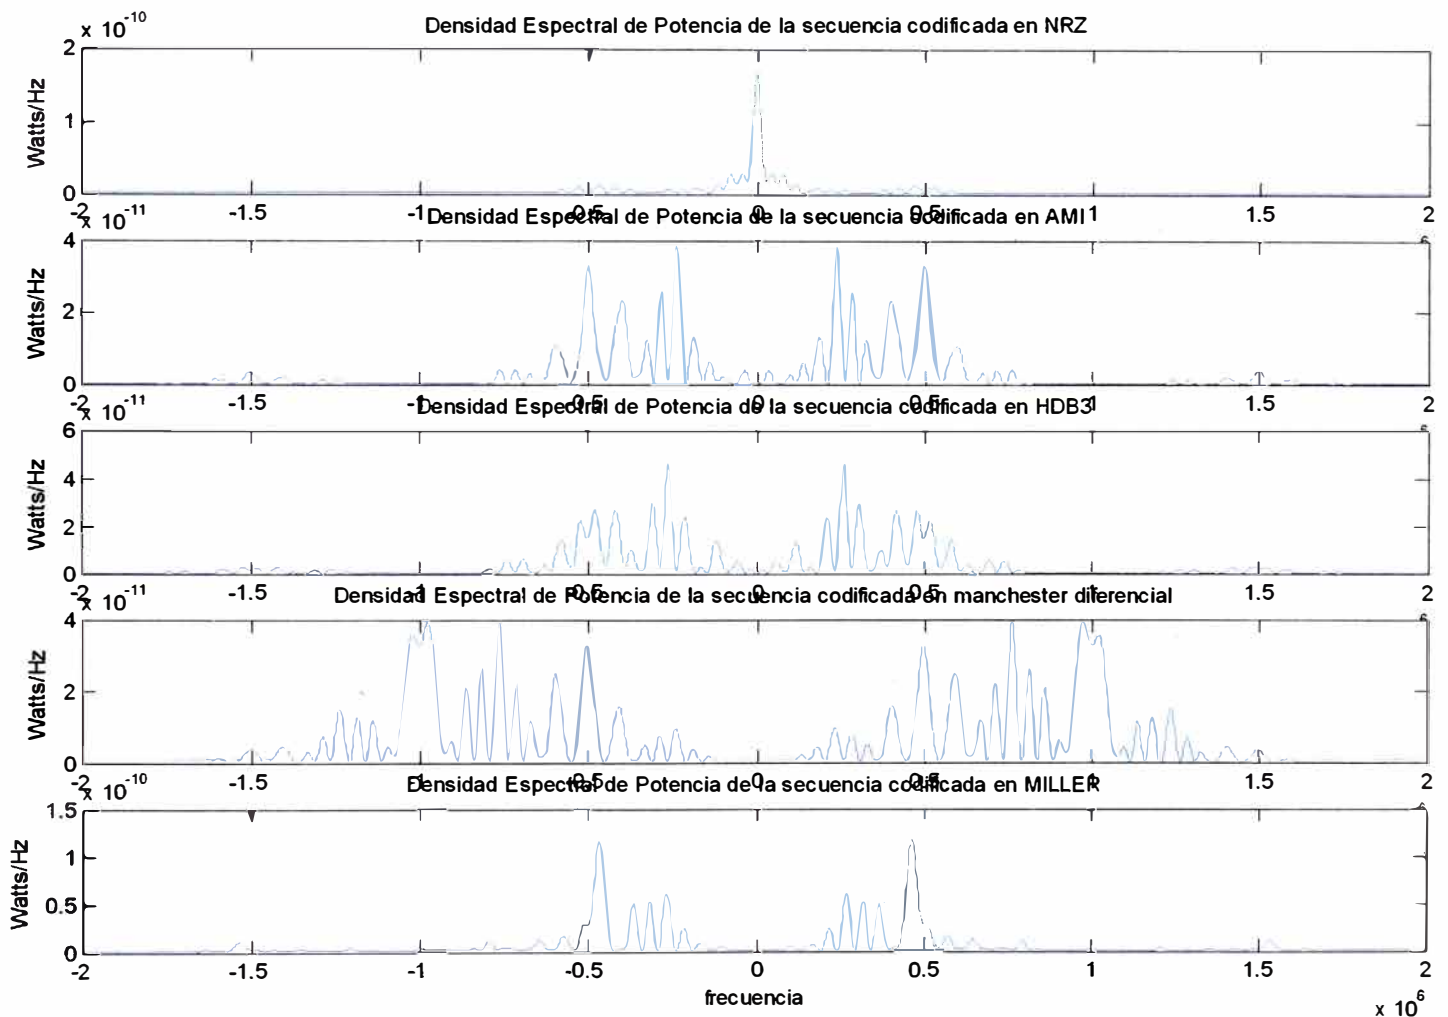 Densidad Espectral de Potencia de la secuencia codificada en NRZ
x 10^-10
Watts/Hz
2
1
0
-2 -1.5 -1 -0.5 0 0.5 1 1.5 2
Densidad Espectral de Potencia de la secuencia codificada en AMI
x 10^-11
Watts/Hz
4
2
0
-2 -1.5 -1 -0.5 0 0.5 1 1.5 2
Densidad Espectral de Potencia de la secuencia codificada en HDB3
x 10^-11
Watts/Hz
6
4
2
0
-2 -1.5 -1 -0.5 0 0.5 1 1.5 2
Densidad Espectral de Potencia de la secuencia codificada en manchester diferencial
x 10^-11
Watts/Hz
4
2
0
-2 -1.5 -1 -0.5 0 0.5 1 1.5 2
Densidad Espectral de Potencia de la secuencia codificada en MILLER
x 10^-10
Watts/Hz
1.5
1
0.5
0
-2 -1.5 -1 -0.5 0 0.5 1 1.5 2
frecuencia
x 10^6